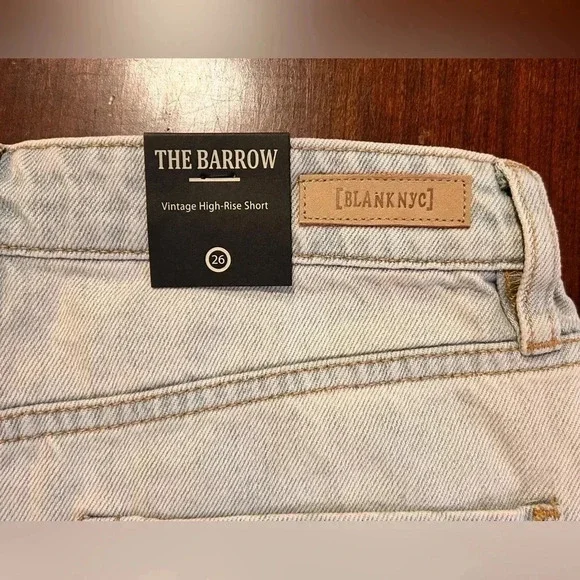 THE BARROW
Vintage High-Rise Short
26
[BLANKNYC]